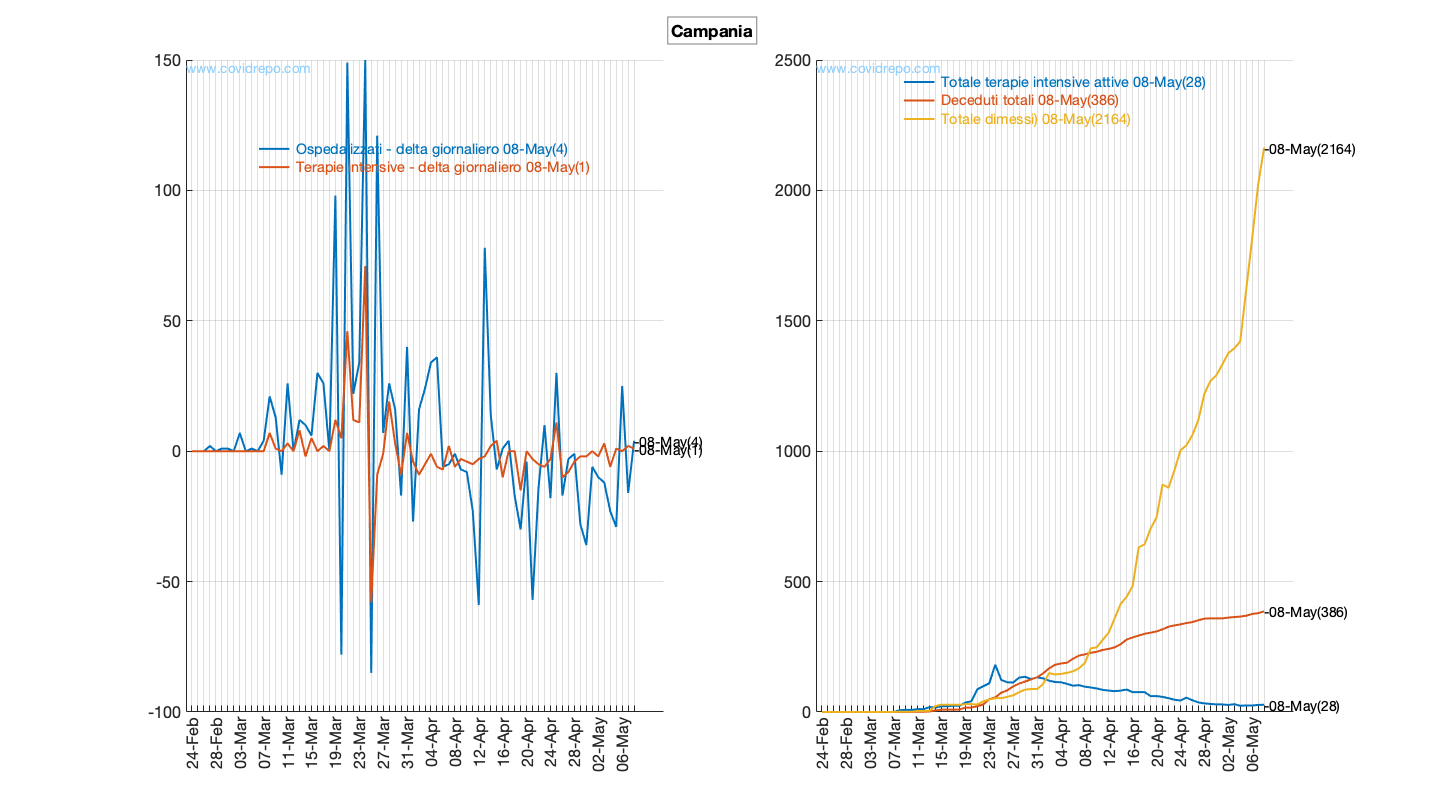 Campania
150
100
50
0
-50
-100
www.covidrepo.com
Ospedalizzati - delta giornaliero 08-May(4)
Terapie intensive - delta giornaliero 08-May(1)
-08-May(4)
-08-May(1)
24-Feb
28-Feb
03-Mar
07-Mar
11-Mar
15-Mar
19-Mar
23-Mar
27-Mar
31-Mar
04-Apr
08-Apr
12-Apr
16-Apr
20-Apr
24-Apr
28-Apr
02-May
06-May
2500
2000
1500
1000
500
0
www.covidrepo.com
Totale terapie intensive attive 08-May(28)
Deceduti totali 08-May(386)
Totale dimessi) 08-May(2164)
-08-May(2164)
-08-May(386)
-08-May(28)
24-Feb
28-Feb
03-Mar
07-Mar
11-Mar
15-Mar
19-Mar
23-Mar
27-Mar
31-Mar
04-Apr
08-Apr
12-Apr
16-Apr
20-Apr
24-Apr
28-Apr
02-May
06-May